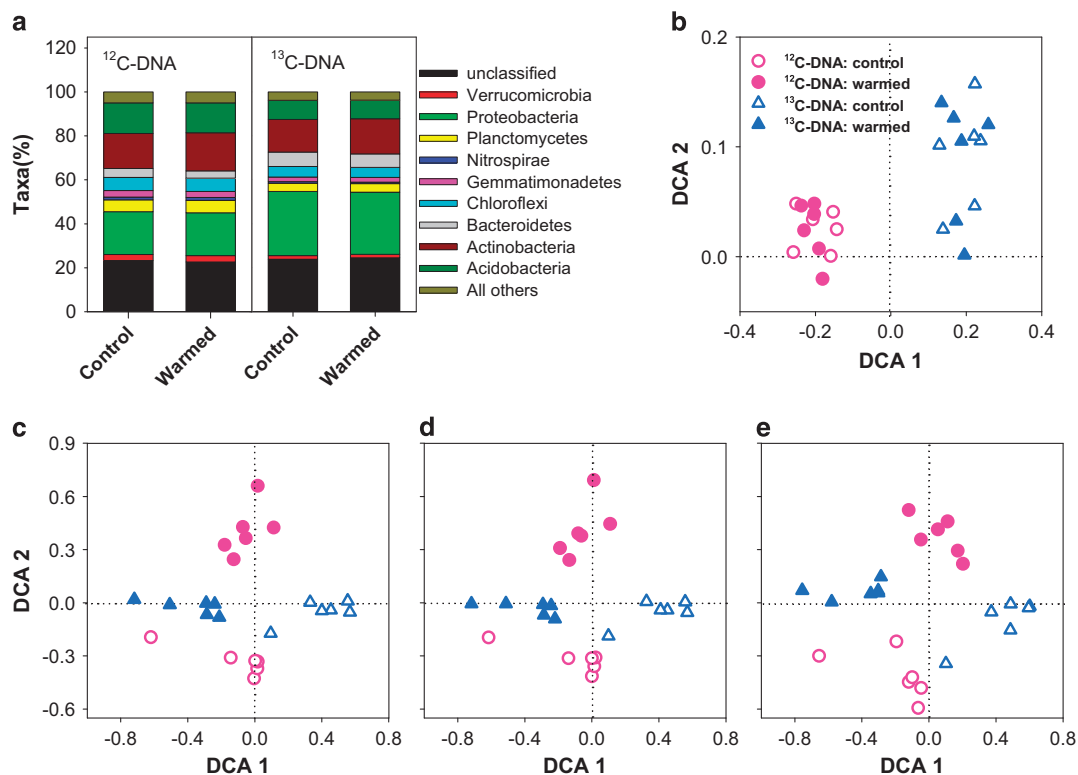 a
120
100
80
60
40
20
0
Taxa(%)
¹²C-DNA
¹³C-DNA
Control
Warmed
Control
Warmed
unclassified
Verrucomicrobia
Proteobacteria
Planctomycetes
Nitrospirae
Gemmatimonadetes
Chloroflexi
Bacteroidetes
Actinobacteria
Acidobacteria
All others
b
0.2
0.1
0.0
DCA 2
-0.4
-0.2
0.0
0.2
0.4
DCA 1
¹²C-DNA: control
¹²C-DNA: warmed
¹³C-DNA: control
¹³C-DNA: warmed
c
0.9
0.6
0.3
0.0
-0.3
-0.6
DCA 2
-0.8 -0.4 0.0 0.4 0.8
DCA 1
d
-0.8 -0.4 0.0 0.4 0.8
DCA 1
e
-0.8 -0.4 0.0 0.4 0.8
DCA 1